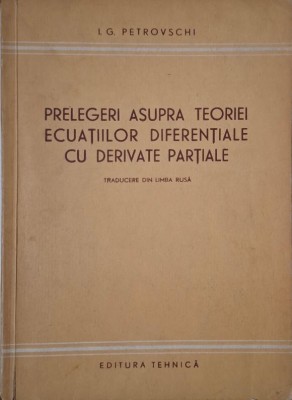 I. G. PETROVSCHI
PRELEGERI ASUPRA TEORIEI
ECUAȚIILOR DIFERENȚIALE
CU DERIVATE PARȚIALE
TRADUCERE DIN LIMBA RUSĂ
EDITURA TEHNICĂ